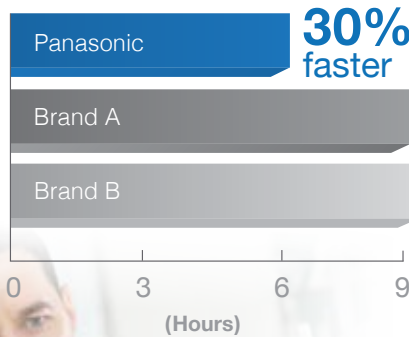 Panasonic
30%
faster
Brand A
Brand B
0 3 6 9
(Hours)